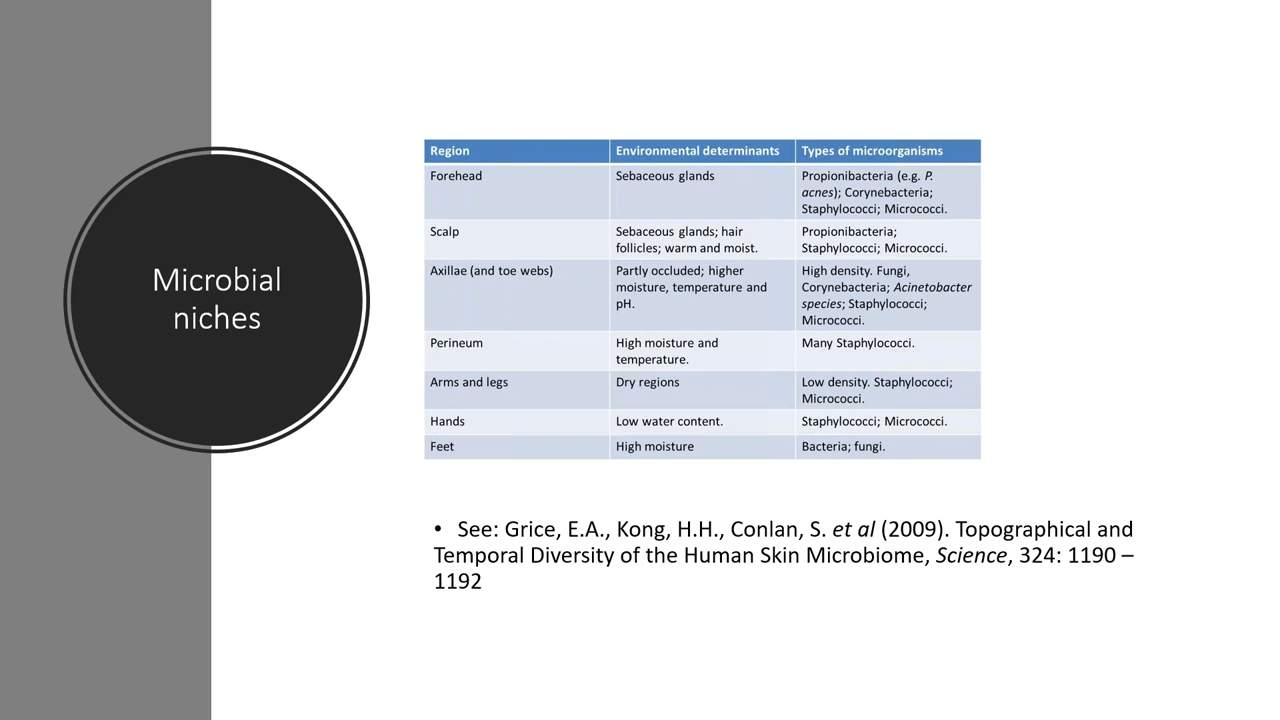 Microbial
niches
Region Environmental determinants Types of microorganisms
Forehead Sebaceous glands Propionibacteria (e.g. P.
acnes); Corynebacteria;
Staphylococci; Micrococci.
Scalp Sebaceous glands; hair Propionibacteria;
follicles; warm and moist. Staphylococci; Micrococci.
Axillae (and toe webs) Partly occluded; higher High density. Fungi,
moisture, temperature and Corynebacteria; Acinetobacter
pH. species; Staphylococci;
Micrococci.
Perineum High moisture and Many Staphylococci.
temperature.
Arms and legs Dry regions Low density. Staphylococci;
Micrococci.
Hands Low water content. Staphylococci; Micrococci.
Feet High moisture Bacteria; fungi.
• See: Grice, E.A., Kong, H.H., Conlan, S. et al (2009). Topographical and
Temporal Diversity of the Human Skin Microbiome, Science, 324: 1190 –
1192